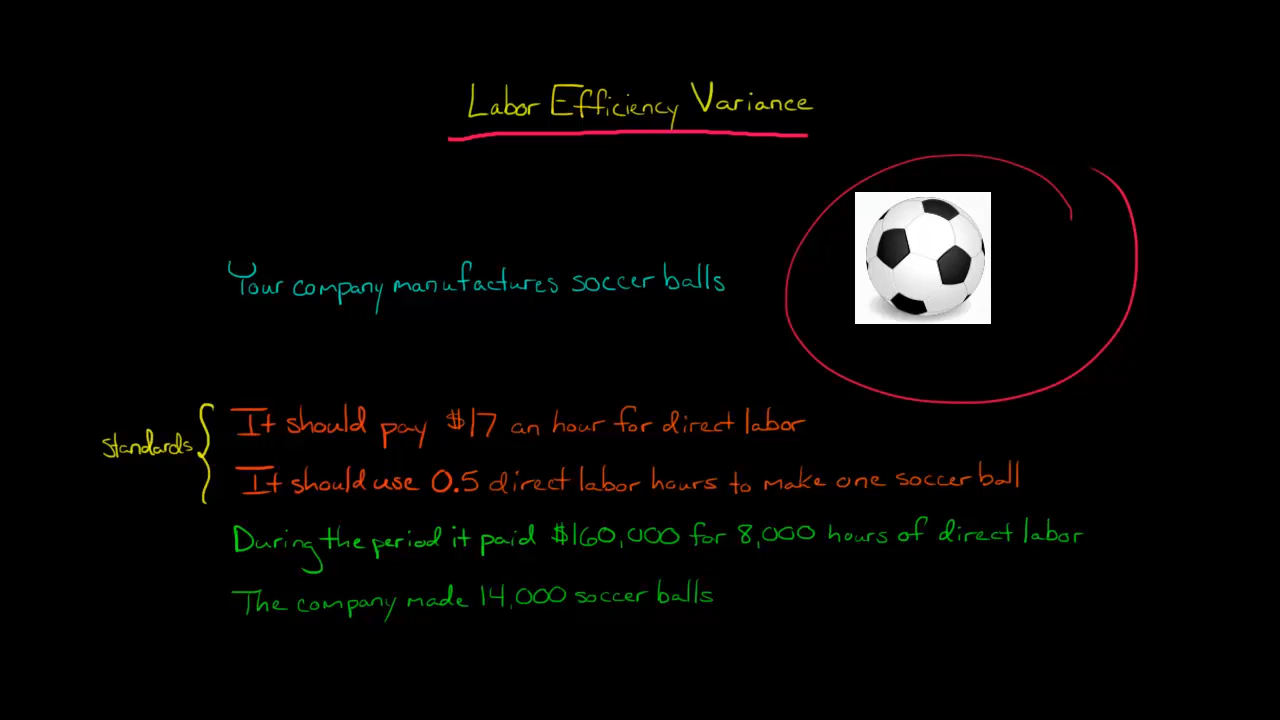 Labor Efficiency Variance
Your company manufactures soccer balls
Standards
It should pay $17 an hour for direct labor
It should use 0.5 direct labor hours to make one soccer ball
During the period it paid $160,000 for 8,000 hours of direct labor
The company made 14,000 soccer balls